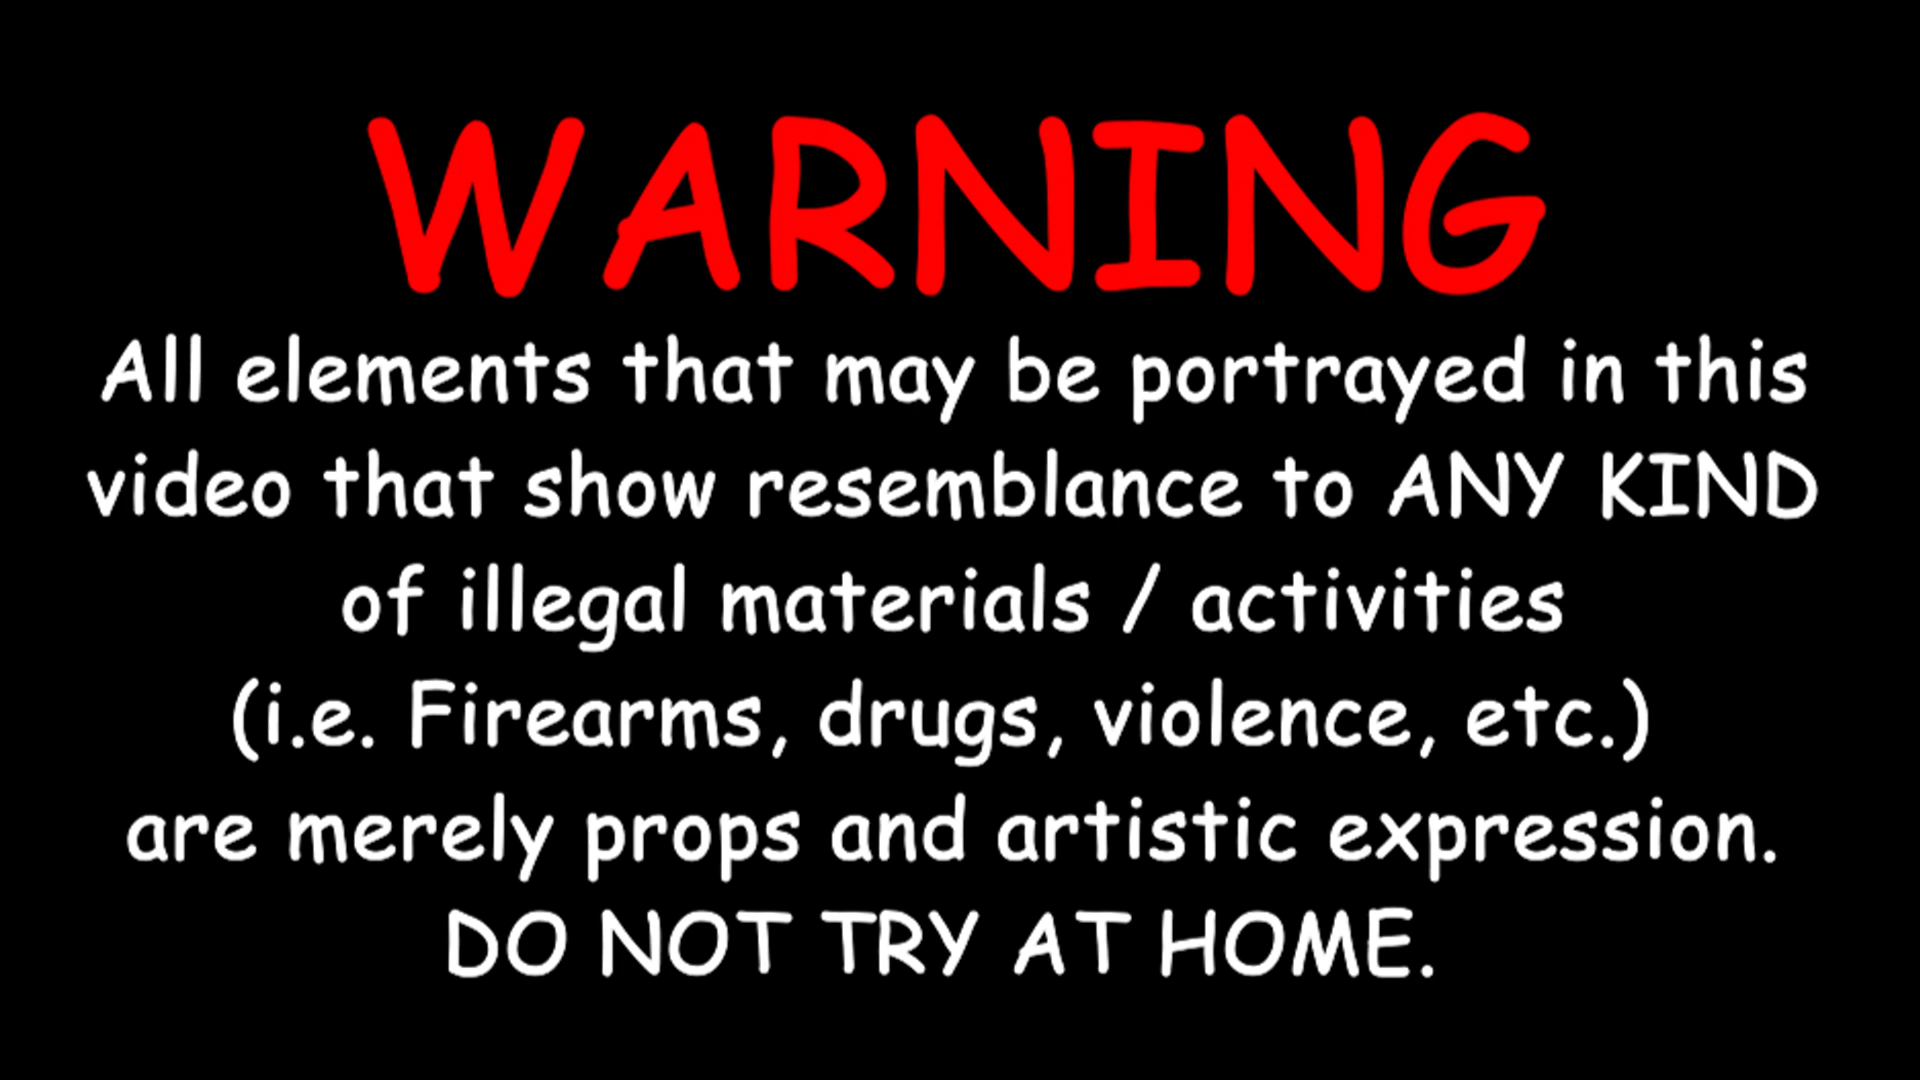 WARNING
All elements that may be portrayed in this
video that show resemblance to ANY KIND
of illegal materials / activities
(i.e. Firearms, drugs, violence, etc.)
are merely props and artistic expression.
DO NOT TRY AT HOME.